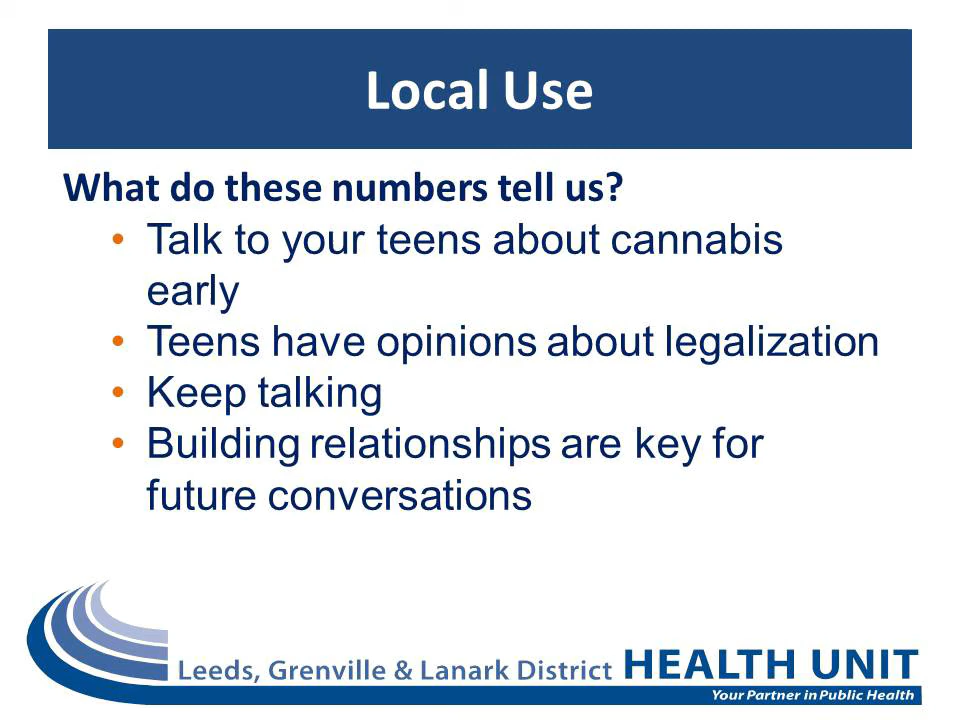 Local Use
What do these numbers tell us?
• Talk to your teens about cannabis
early
• Teens have opinions about legalization
• Keep talking
• Building relationships are key for
future conversations
Leeds, Grenville & Lanark District HEALTH UNIT
Your Partner in Public Health